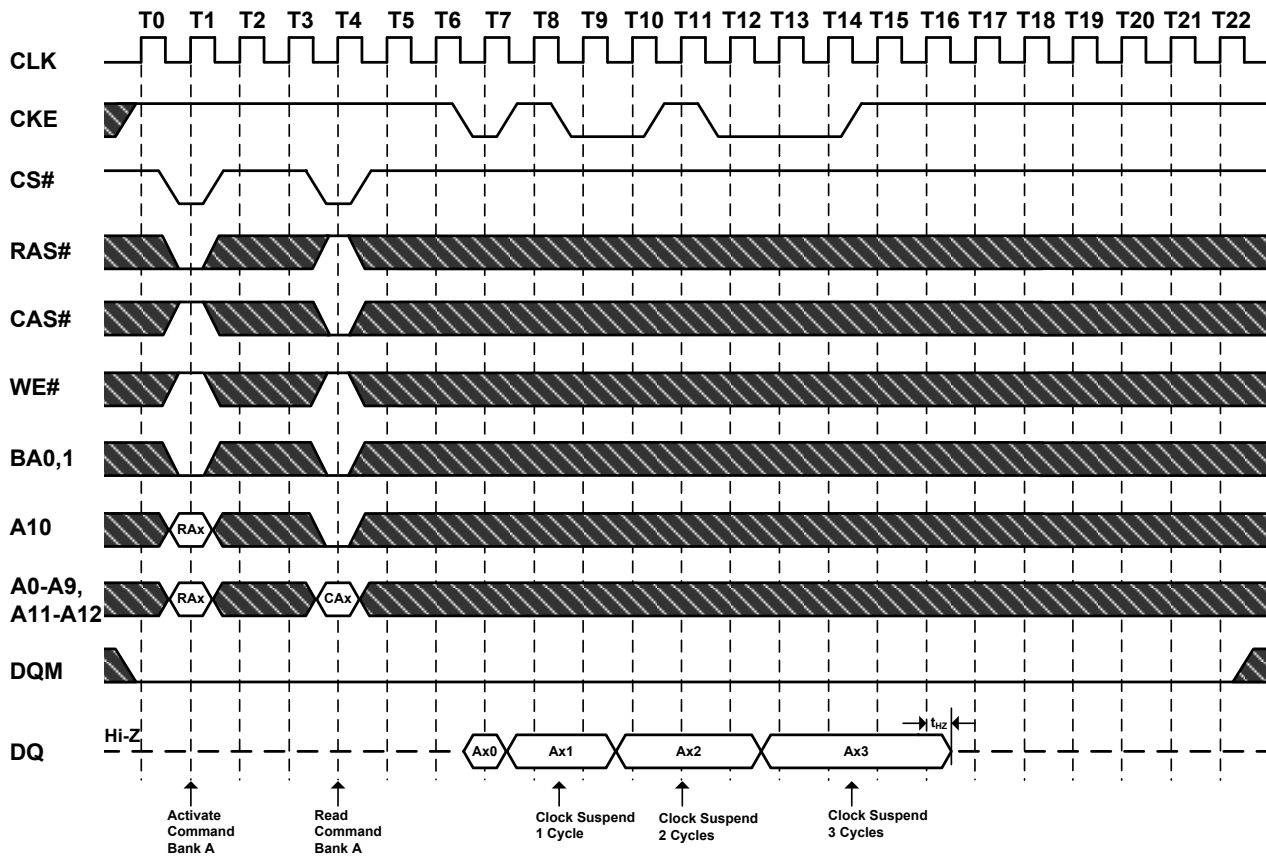 T0 T1 T2 T3 T4 T5 T6 T7 T8 T9 T10 T11 T12 T13 T14 T15 T16 T17 T18 T19 T20 T21 T22
CLK
CKE
CS#
RAS#
CAS#
WE#
BA0,1
A10
RAx
A0-A9,
A11-A12
RAx
CAx
DQM
DQ
Hi-Z
Ax0
Ax1
Ax2
Ax3
tHZ
Activate
Command
Bank A
Read
Command
Bank A
Clock Suspend
1 Cycle
Clock Suspend
2 Cycles
Clock Suspend
3 Cycles